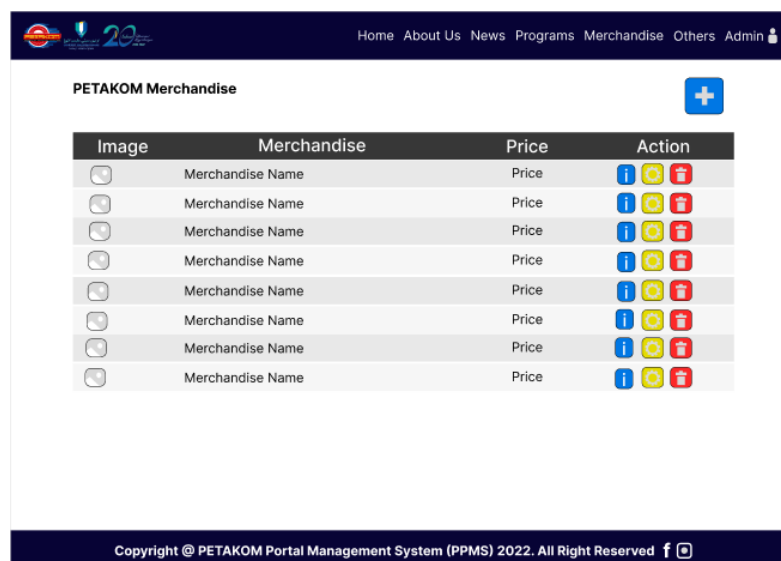 PETAKOM
20
Home About Us News Programs Merchandise Others Admin
PETAKOM Merchandise
Image Merchandise Price Action
Merchandise Name Price
Merchandise Name Price
Merchandise Name Price
Merchandise Name Price
Merchandise Name Price
Merchandise Name Price
Merchandise Name Price
Merchandise Name Price
Copyright @ PETAKOM Portal Management System (PPMS) 2022. All Right Reserved